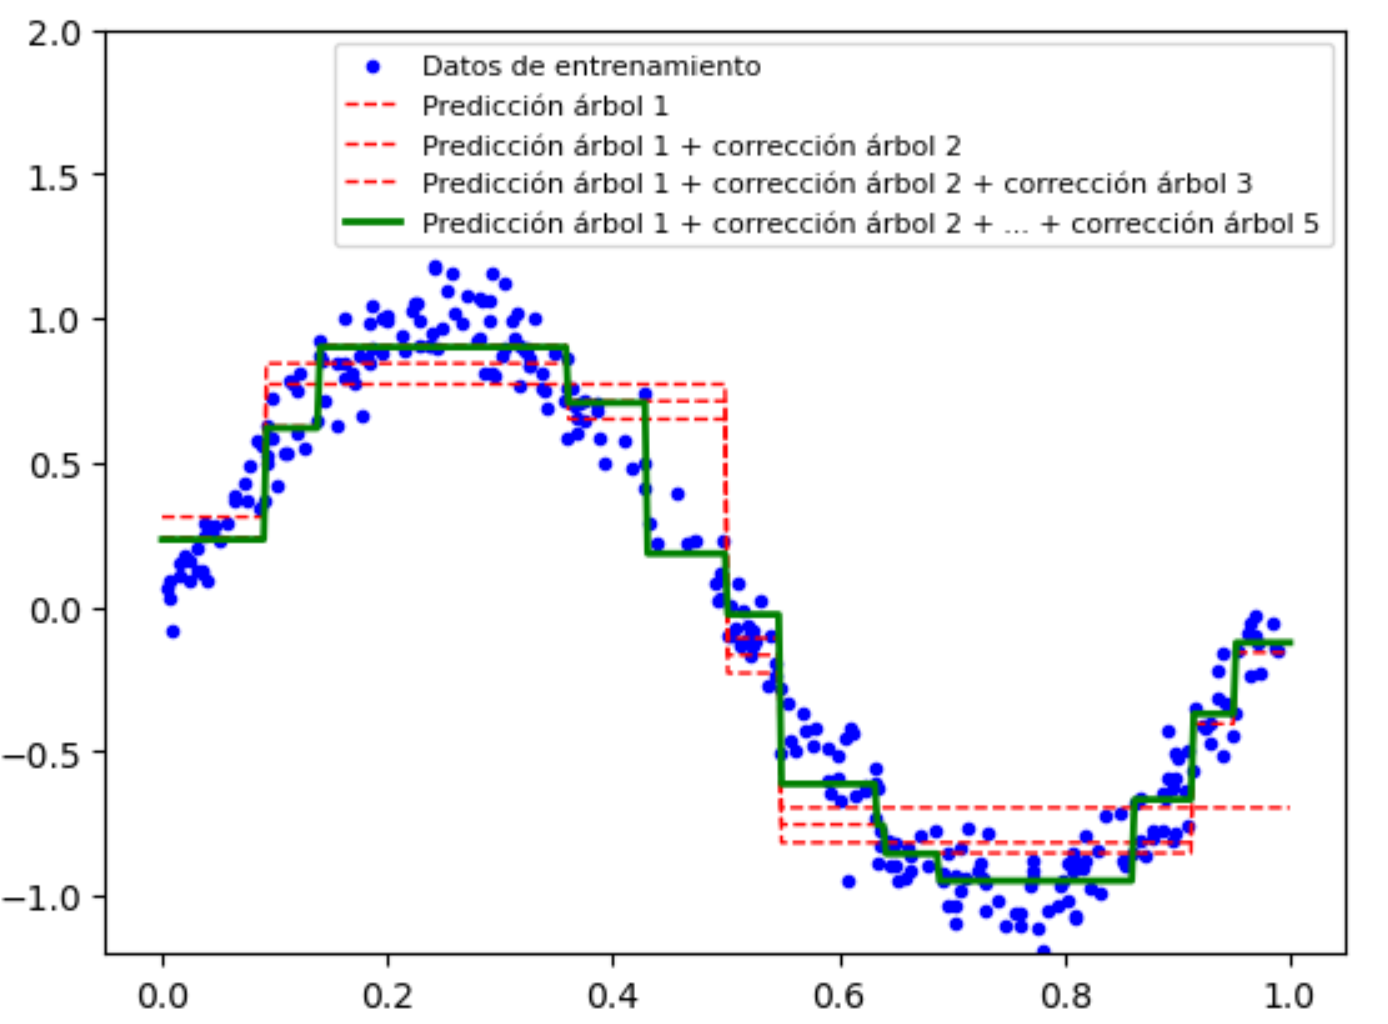 2.0
1.5
1.0
0.5
0.0
−0.5
−1.0
Datos de entrenamiento
Predicción árbol 1
Predicción árbol 1 + corrección árbol 2
Predicción árbol 1 + corrección árbol 2 + corrección árbol 3
Predicción árbol 1 + corrección árbol 2 + ... + corrección árbol 5
0.0 0.2 0.4 0.6 0.8 1.0